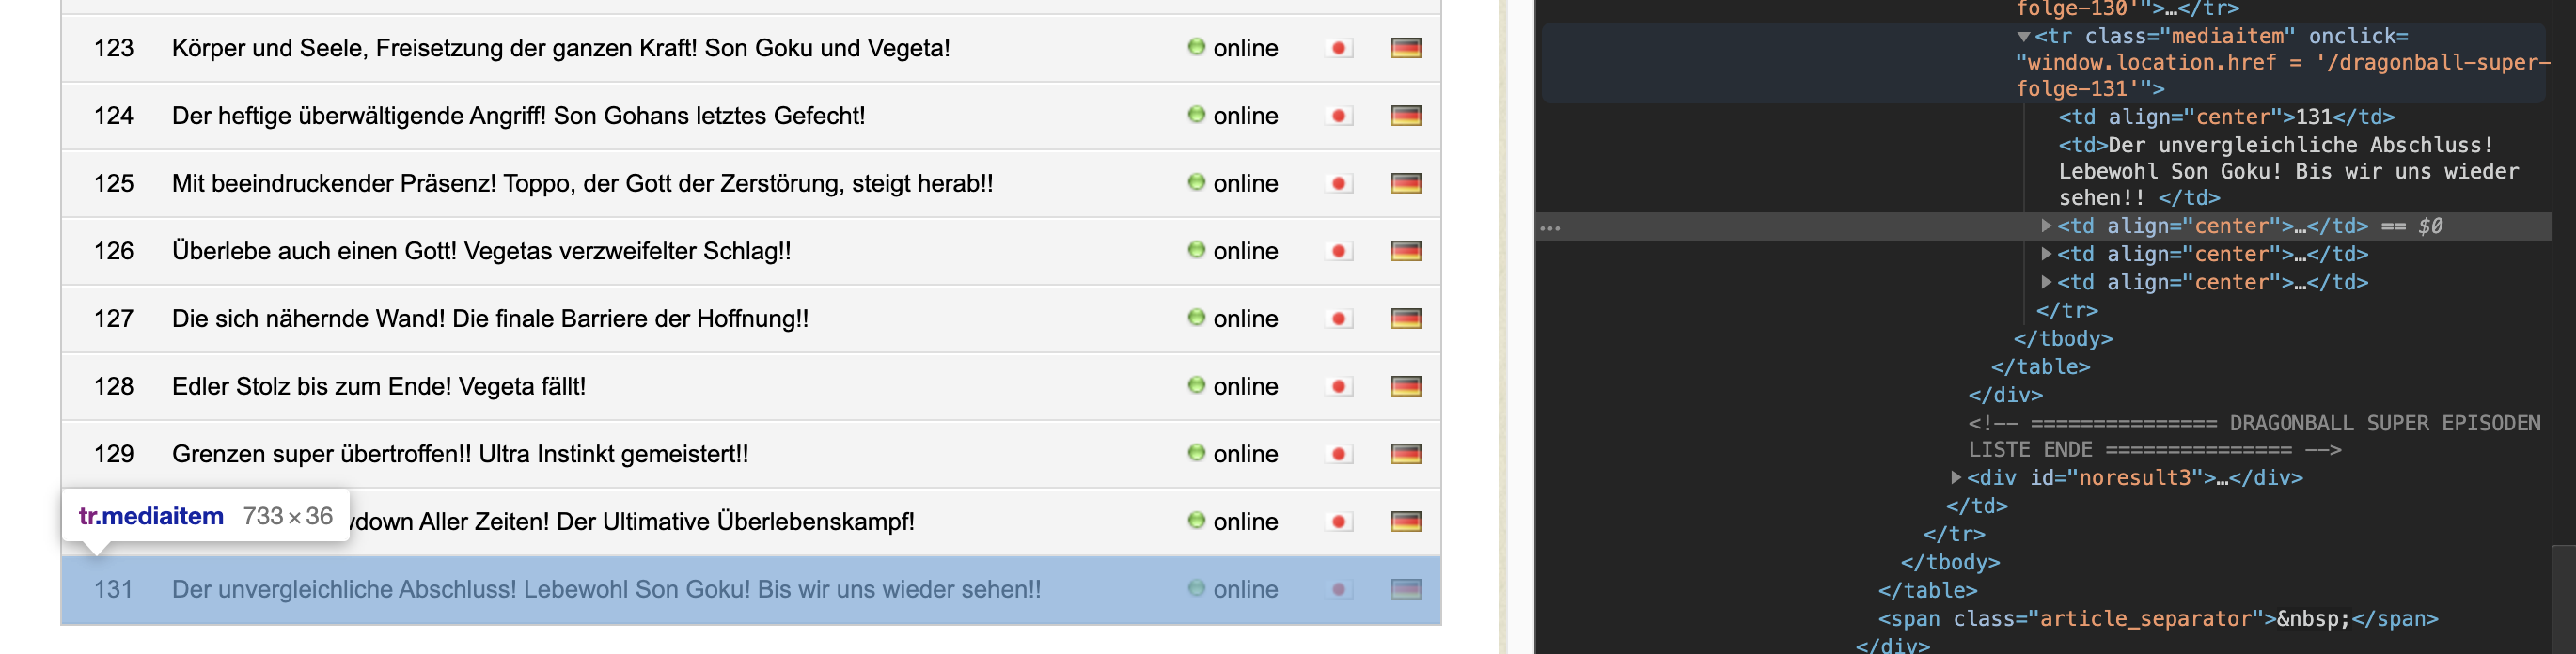 123 Körper und Seele, Freisetzung der ganzen Kraft! Son Goku und Vegeta! online
124 Der heftige überwältigende Angriff! Son Gohans letztes Gefecht! online
125 Mit beeindruckender Präsenz! Toppo, der Gott der Zerstörung, steigt herab!! online
126 Überlebe auch einen Gott! Vegetas verzweifelter Schlag!! online
127 Die sich nähernde Wand! Die finale Barriere der Hoffnung!! online
128 Edler Stolz bis zum Ende! Vegeta fällt! online
129 Grenzen super übertroffen!! Ultra Instinkt gemeistert!! online
tr.mediaitem 733×36
Aller Zeiten! Der Ultimative Überlebenskampf! online
131 Der unvergleichliche Abschluss! Lebewohl Son Goku! Bis wir uns wieder sehen!! online
folge-130'">…</tr>
▼<tr class="mediaitem" onclick=
"window.location.href = '/dragonball-super-
folge-131'">
<td align="center">131</td>
<td>Der unvergleichliche Abschluss!
Lebewohl Son Goku! Bis wir uns wieder
sehen!! </td>
… ▶<td align="center">…</td> == $0
▶<td align="center">…</td>
▶<td align="center">…</td>
</tr>
</tbody>
</table>
</div>
<!-- =============== DRAGONBALL SUPER EPISODEN
LISTE ENDE =============== -->
▶<div id="noresult3">…</div>
</td>
</tr>
</tbody>
</table>
<span class="article_separator">&nbsp;</span>
</div>